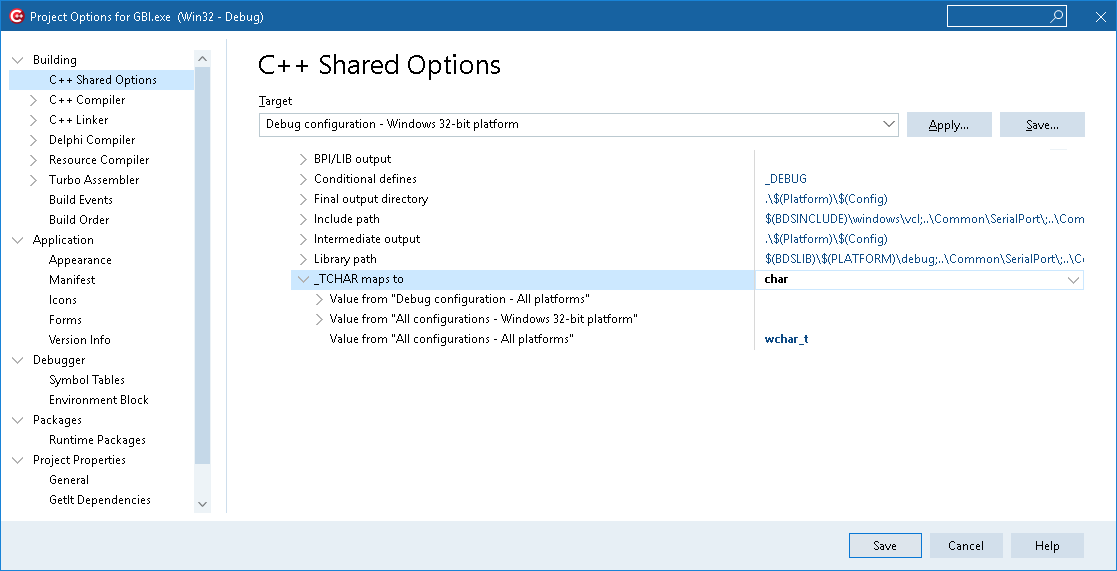 Project Options for GBI.exe (Win32 - Debug)
Building
C++ Shared Options
C++ Compiler
C++ Linker
Delphi Compiler
Resource Compiler
Turbo Assembler
Build Events
Build Order
Application
Appearance
Manifest
Icons
Forms
Version Info
Debugger
Symbol Tables
Environment Block
Packages
Runtime Packages
Project Properties
General
GetIt Dependencies
C++ Shared Options
Target
Debug configuration - Windows 32-bit platform
Apply...
Save...
BPI/LIB output
Conditional defines _DEBUG
Final output directory .\$(Platform)\$(Config)
Include path $(BDSINCLUDE)\windows\vcl;..\Common\SerialPort\;..\Com
Intermediate output .\$(Platform)\$(Config)
Library path $(BDSLIB)\$(PLATFORM)\debug;..\Common\SerialPort\;..\Co
_TCHAR maps to char
Value from "Debug configuration - All platforms"
Value from "All configurations - Windows 32-bit platform"
Value from "All configurations - All platforms" wchar_t
Save
Cancel
Help